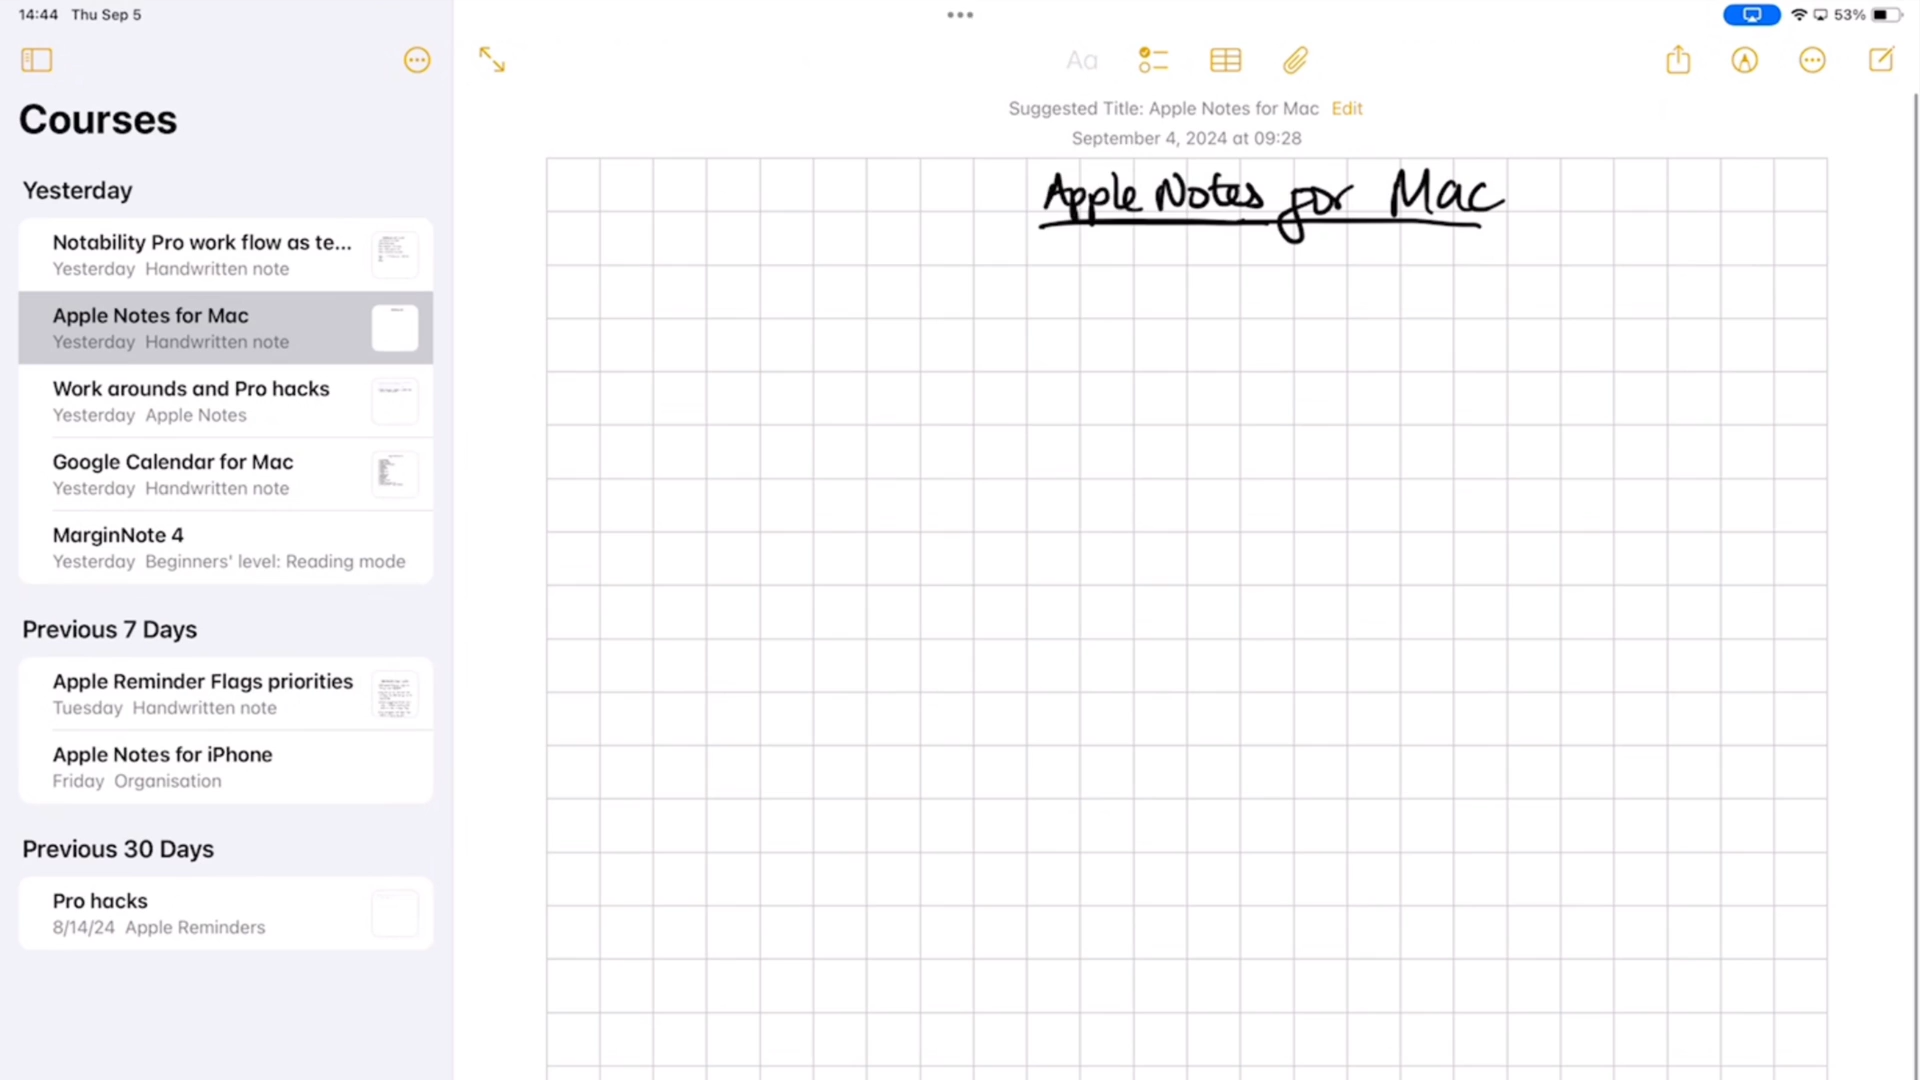 14:44 Thu Sep 5
53%
Courses
Yesterday
Notability Pro work flow as te...
Yesterday Handwritten note
Apple Notes for Mac
Yesterday Handwritten note
Work arounds and Pro hacks
Yesterday Apple Notes
Google Calendar for Mac
Yesterday Handwritten note
MarginNote 4
Yesterday Beginners' level: Reading mode
Previous 7 Days
Apple Reminder Flags priorities
Tuesday Handwritten note
Apple Notes for iPhone
Friday Organisation
Previous 30 Days
Pro hacks
8/14/24 Apple Reminders
Aa
Suggested Title: Apple Notes for Mac Edit
September 4, 2024 at 09:28
Apple Notes for Mac